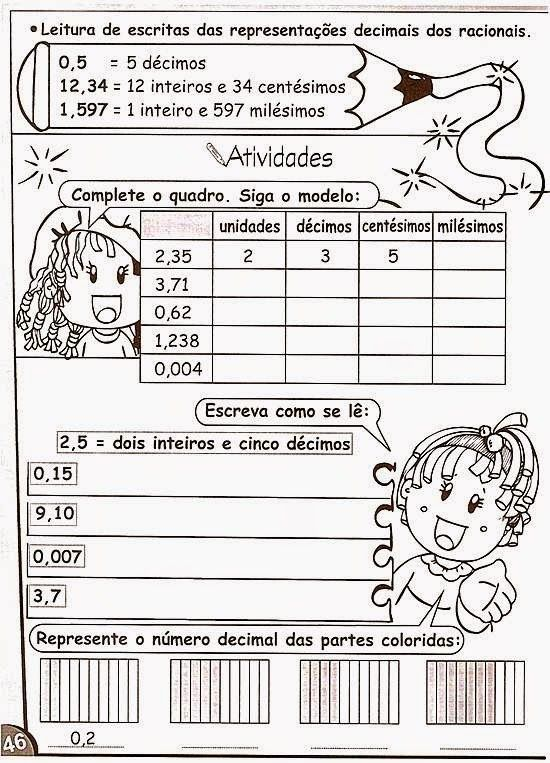 • Leitura de escritas das representações decimais dos racionais.
0,5 = 5 décimos
12,34 = 12 inteiros e 34 centésimos
1,597 = 1 inteiro e 597 milésimos
Atividades
Complete o quadro. Siga o modelo:
unidades décimos centésimos milésimos
2,35 2 3 5
3,71
0,62
1,238
0,004
Escreva como se lê:
2,5 = dois inteiros e cinco décimos
0,15
9,10
0,007
3,7
Represente o número decimal das partes coloridas:
0,2
46